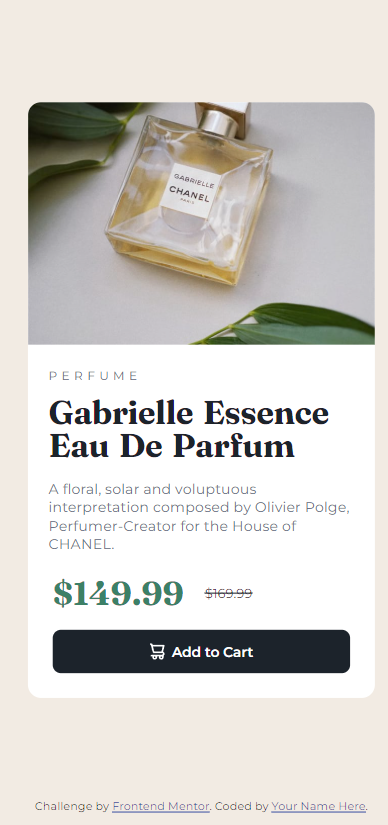 GABRIELLE
CHANEL
PARIS
PERFUME
Gabrielle Essence
Eau De Parfum
A floral, solar and voluptuous
interpretation composed by Olivier Polge,
Perfumer-Creator for the House of
CHANEL.
$149.99 $169.99
Add to Cart
Challenge by Frontend Mentor. Coded by Your Name Here.